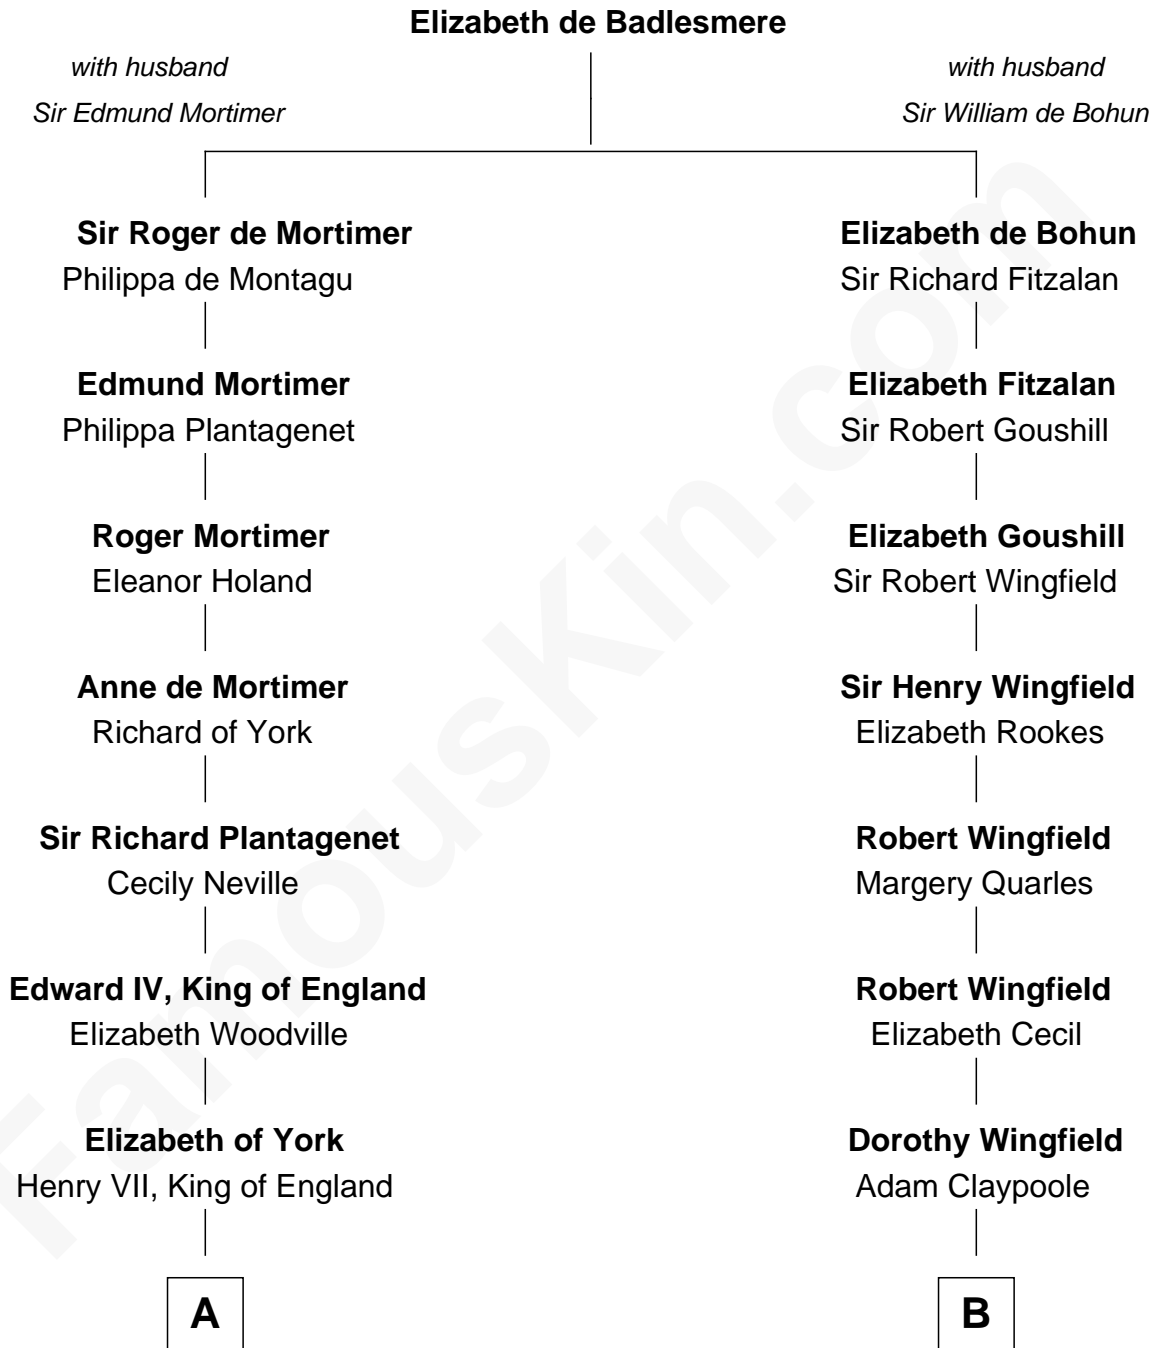 Elizabeth de Badlesmere
with husband
Sir Edmund Mortimer
with husband
Sir William de Bohun
Sir Roger de Mortimer
Philippa de Montagu
Elizabeth de Bohun
Sir Richard Fitzalan
Edmund Mortimer
Philippa Plantagenet
Elizabeth Fitzalan
Sir Robert Goushill
Roger Mortimer
Eleanor Holand
Elizabeth Goushill
Sir Robert Wingfield
Anne de Mortimer
Richard of York
Sir Henry Wingfield
Elizabeth Rookes
Sir Richard Plantagenet
Cecily Neville
Robert Wingfield
Margery Quarles
Edward IV, King of England
Elizabeth Woodville
Robert Wingfield
Elizabeth Cecil
Elizabeth of York
Henry VII, King of England
Dorothy Wingfield
Adam Claypoole
A
B
FamousKin.com